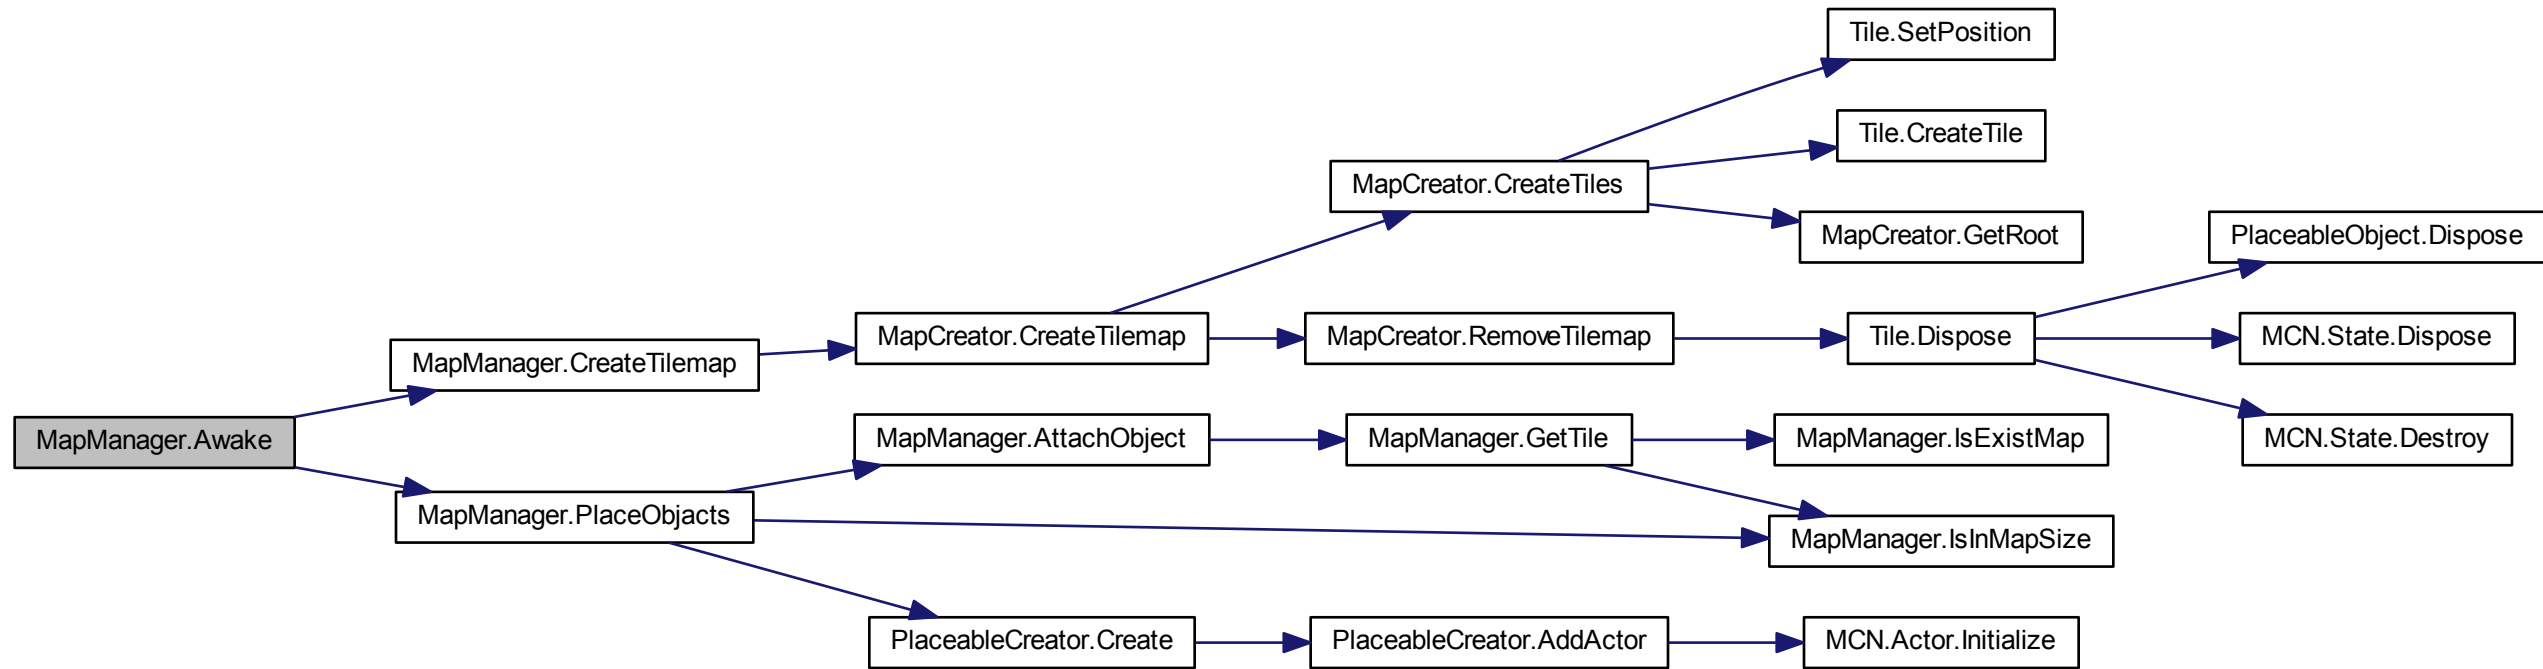 Tile.SetPosition
Tile.CreateTile
MapCreator.CreateTiles
MapCreator.GetRoot
PlaceableObject.Dispose
MapCreator.CreateTilemap
MapCreator.RemoveTilemap
Tile.Dispose
MCN.State.Dispose
MapManager.CreateTilemap
MapManager.Awake
MapManager.AttachObject
MapManager.GetTile
MapManager.IsExistMap
MCN.State.Destroy
MapManager.PlaceObjacts
MapManager.IsInMapSize
PlaceableCreator.Create
PlaceableCreator.AddActor
MCN.Actor.Initialize